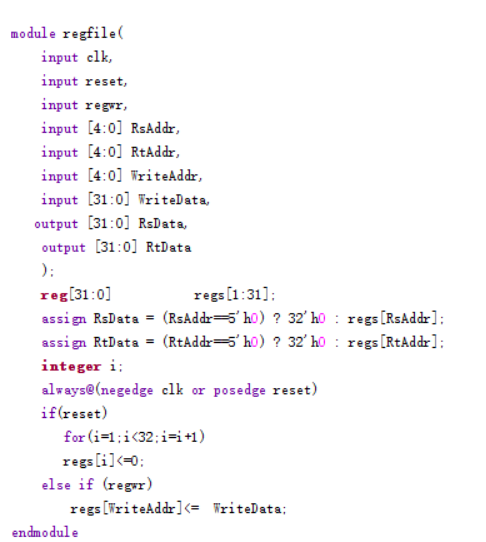 module regfile(
input clk,
input reset,
input regwr,
input [4:0] RsAddr,
input [4:0] RtAddr,
input [4:0] WriteAddr,
input [31:0] WriteData,
output [31:0] RsData,
output [31:0] RtData
);
reg[31:0] regs[1:31];
assign RsData = (RsAddr==5'h0) ? 32'h0 : regs[RsAddr];
assign RtData = (RtAddr==5'h0) ? 32'h0 : regs[RtAddr];
integer i;
always@(negedge clk or posedge reset)
if(reset)
for(i=1;i<32;i=i+1)
regs[i]<=0;
else if (regwr)
regs[WriteAddr]<= WriteData;
endmodule